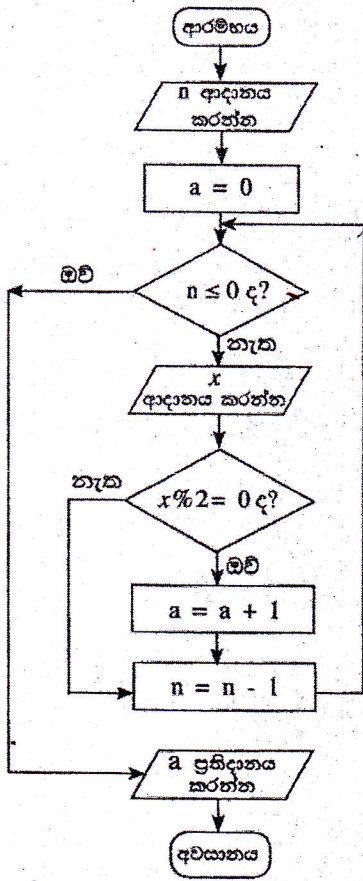 ආරම්භය
n ආදානය
කරන්න
a = 0
ඔව්
n ≤ 0 ද?
නැත
x
ආදානය කරන්න
නැත
x%2= 0 ද?
ඔව්
a = a + 1
n = n - 1
a ප්‍රතිදානය
කරන්න
අවසානය